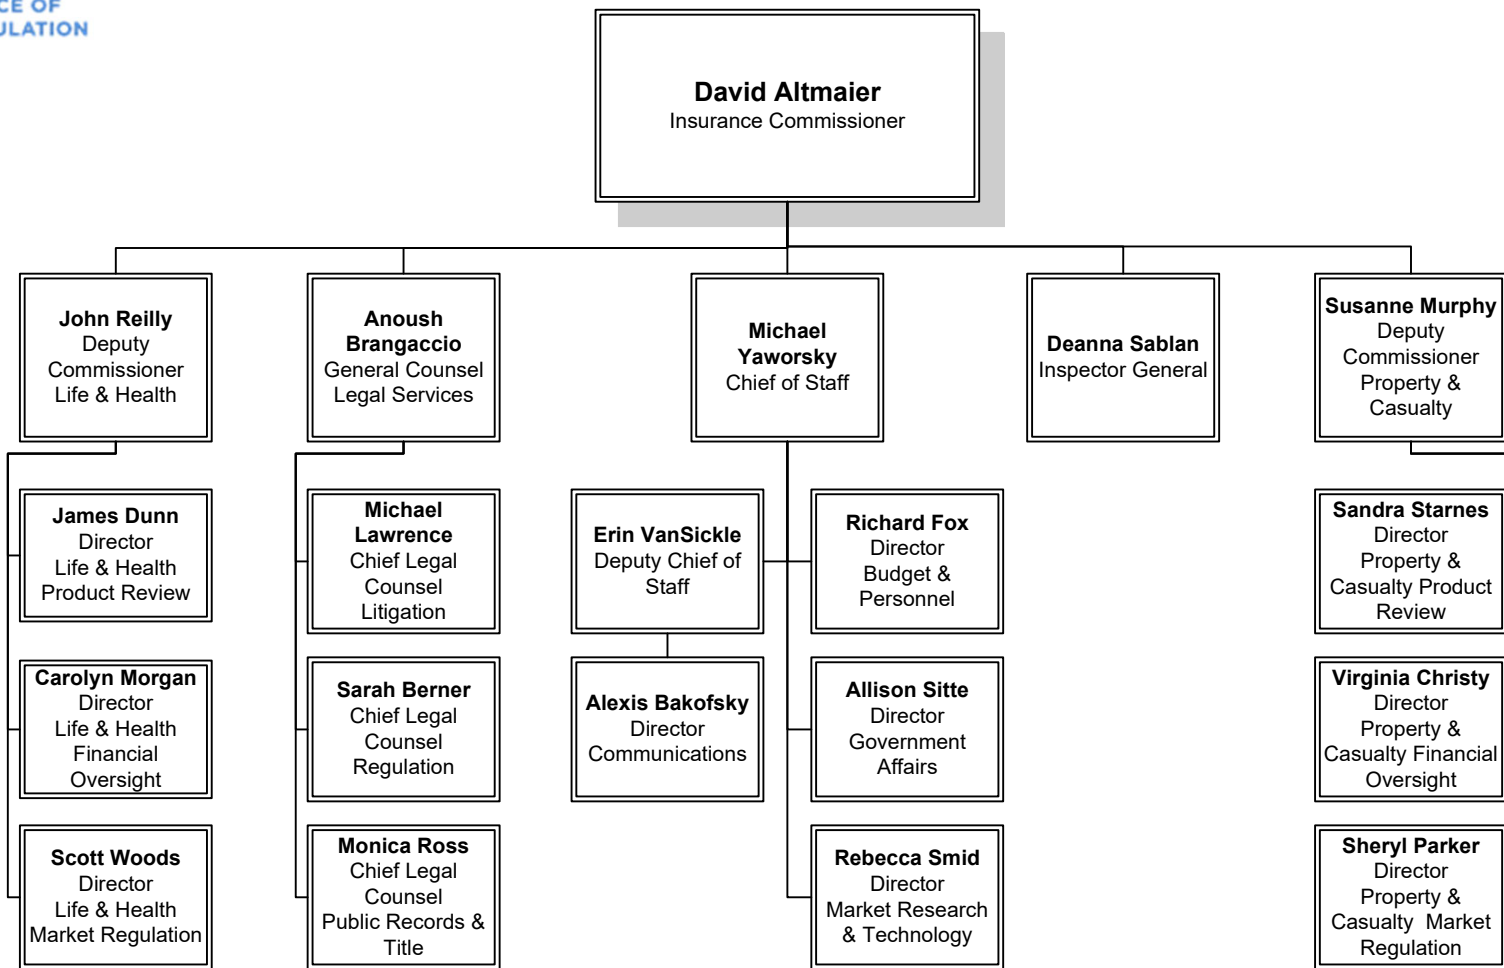 CE OF
ULATION
David Altmaier
Insurance Commissioner
John Reilly
Deputy
Commissioner
Life & Health
Anoush
Brangaccio
General Counsel
Legal Services
Michael
Yaworsky
Chief of Staff
Deanna Sablan
Inspector General
Susanne Murphy
Deputy
Commissioner
Property &
Casualty
James Dunn
Director
Life & Health
Product Review
Michael
Lawrence
Chief Legal
Counsel
Litigation
Erin VanSickle
Deputy Chief of
Staff
Richard Fox
Director
Budget &
Personnel
Sandra Starnes
Director
Property &
Casualty Product
Review
Carolyn Morgan
Director
Life & Health
Financial
Oversight
Sarah Berner
Chief Legal
Counsel
Regulation
Alexis Bakofsky
Director
Communications
Allison Sitte
Director
Government
Affairs
Virginia Christy
Director
Property &
Casualty Financial
Oversight
Scott Woods
Director
Life & Health
Market Regulation
Monica Ross
Chief Legal
Counsel
Public Records &
Title
Rebecca Smid
Director
Market Research
& Technology
Sheryl Parker
Director
Property &
Casualty Market
Regulation